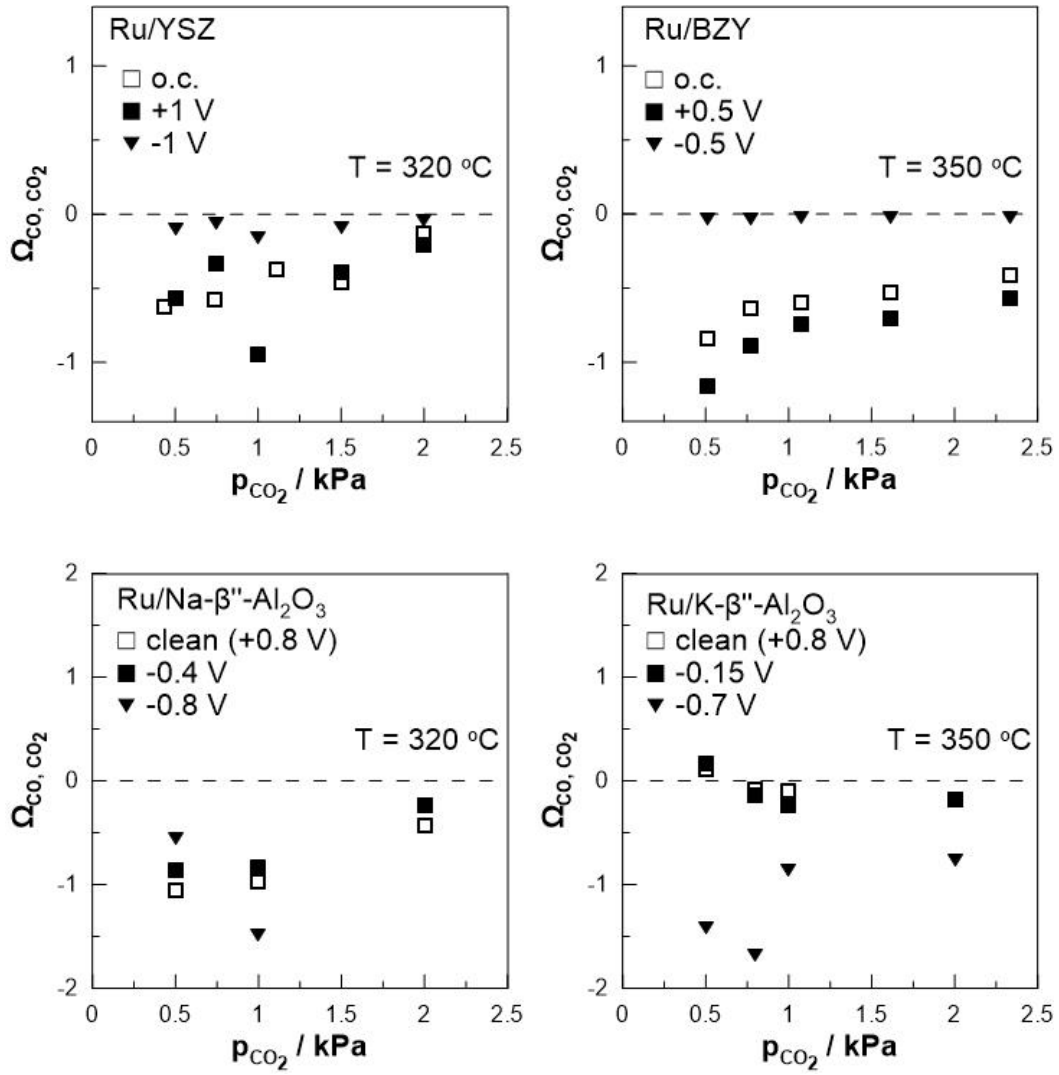 Ru/YSZ
o.c.
+1 V
-1 V
T = 320 °C
1
0
-1
Ω_CO, CO₂
0 0.5 1 1.5 2 2.5
p_CO₂ / kPa
Ru/BZY
o.c.
+0.5 V
-0.5 V
T = 350 °C
1
0
-1
Ω_CO, CO₂
0 0.5 1 1.5 2 2.5
p_CO₂ / kPa
Ru/Na-β"-Al₂O₃
clean (+0.8 V)
-0.4 V
-0.8 V
T = 320 °C
2
1
0
-1
-2
Ω_CO, CO₂
0 0.5 1 1.5 2 2.5
p_CO₂ / kPa
Ru/K-β"-Al₂O₃
clean (+0.8 V)
-0.15 V
-0.7 V
T = 350 °C
2
1
0
-1
-2
Ω_CO, CO₂
0 0.5 1 1.5 2 2.5
p_CO₂ / kPa